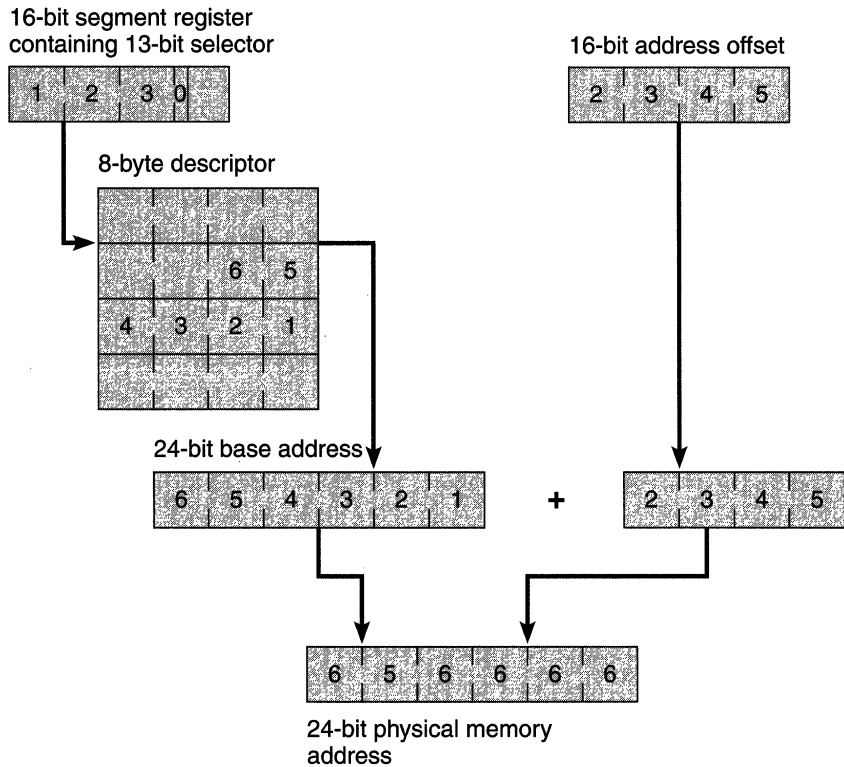 16-bit segment register
containing 13-bit selector
16-bit address offset
1 2 3 0
2 3 4 5
8-byte descriptor
6 5
4 3 2 1
24-bit base address
6 5 4 3 2 1 + 2 3 4 5
6 5 6 6 6 6
24-bit physical memory
address